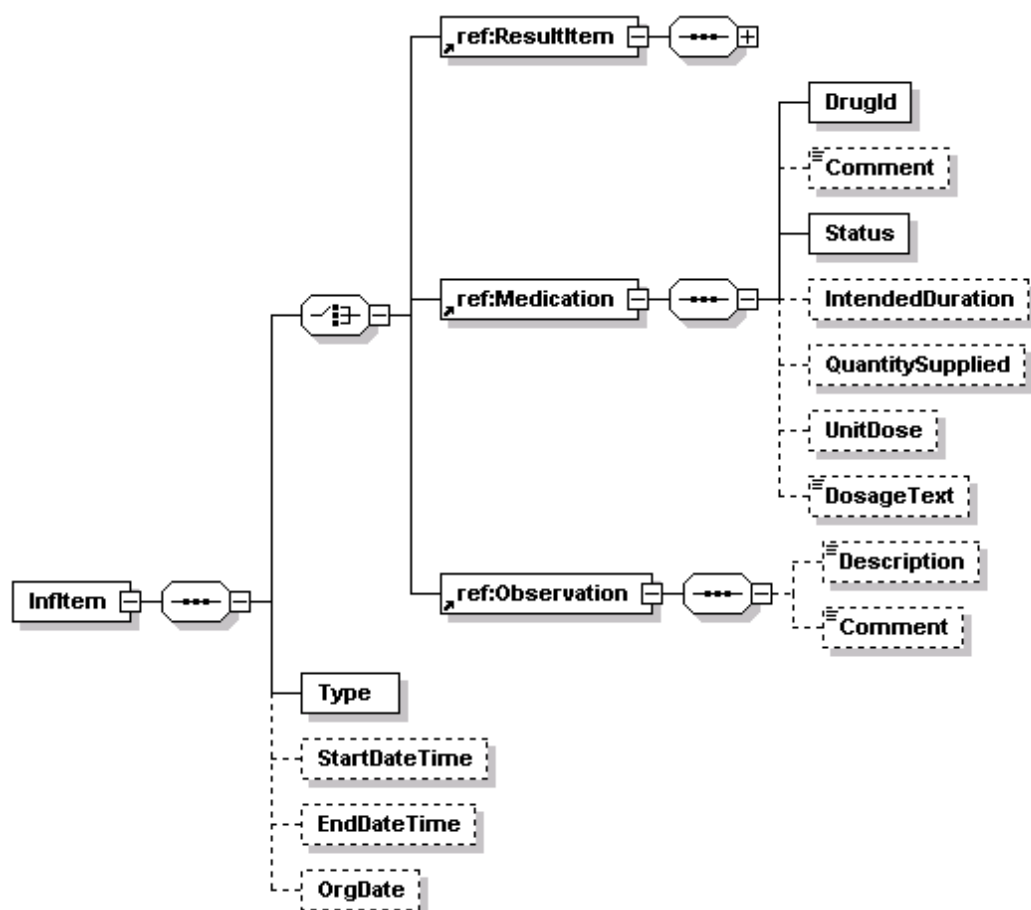 ref:ResultItem
DrugId
Comment
Status
ref:Medication
IntendedDuration
QuantitySupplied
UnitDose
DosageText
ref:Observation
Description
Comment
InfItem
Type
StartDateTime
EndDateTime
OrgDate